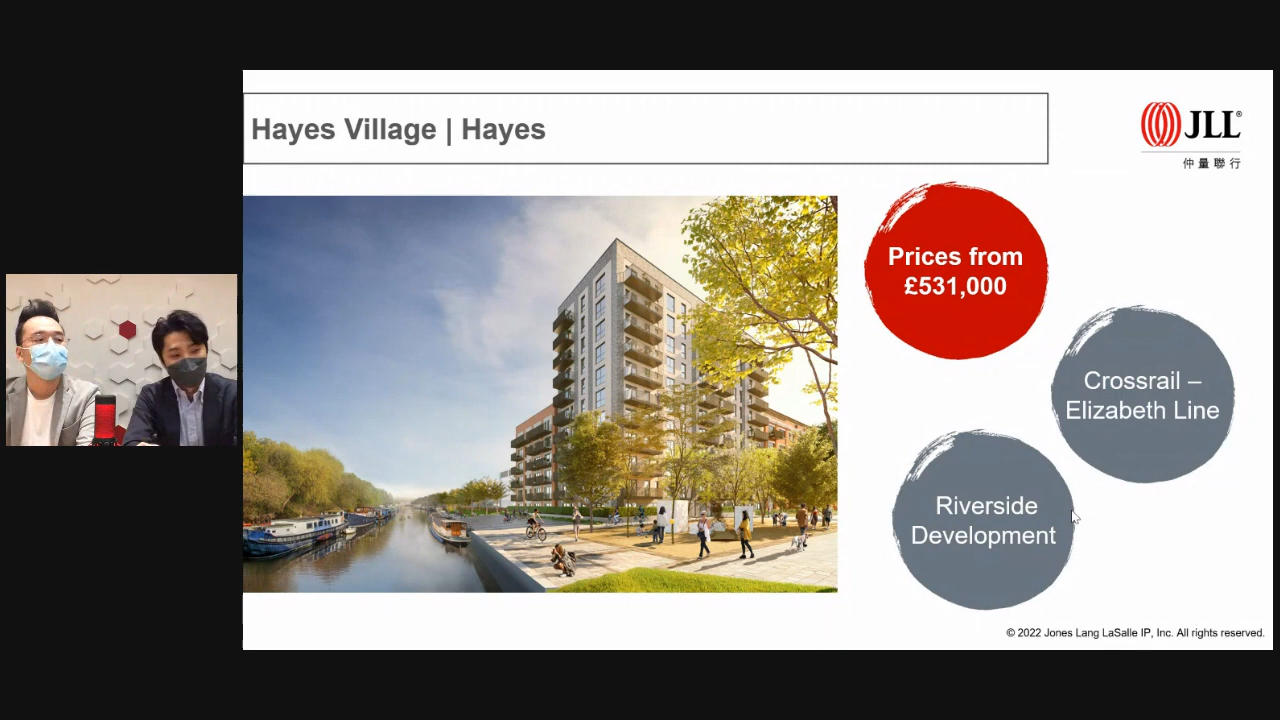 Hayes Village | Hayes
JLL®
仲量聯行
Prices from
£531,000
Crossrail –
Elizabeth Line
Riverside
Development
© 2022 Jones Lang LaSalle IP, Inc. All rights reserved.